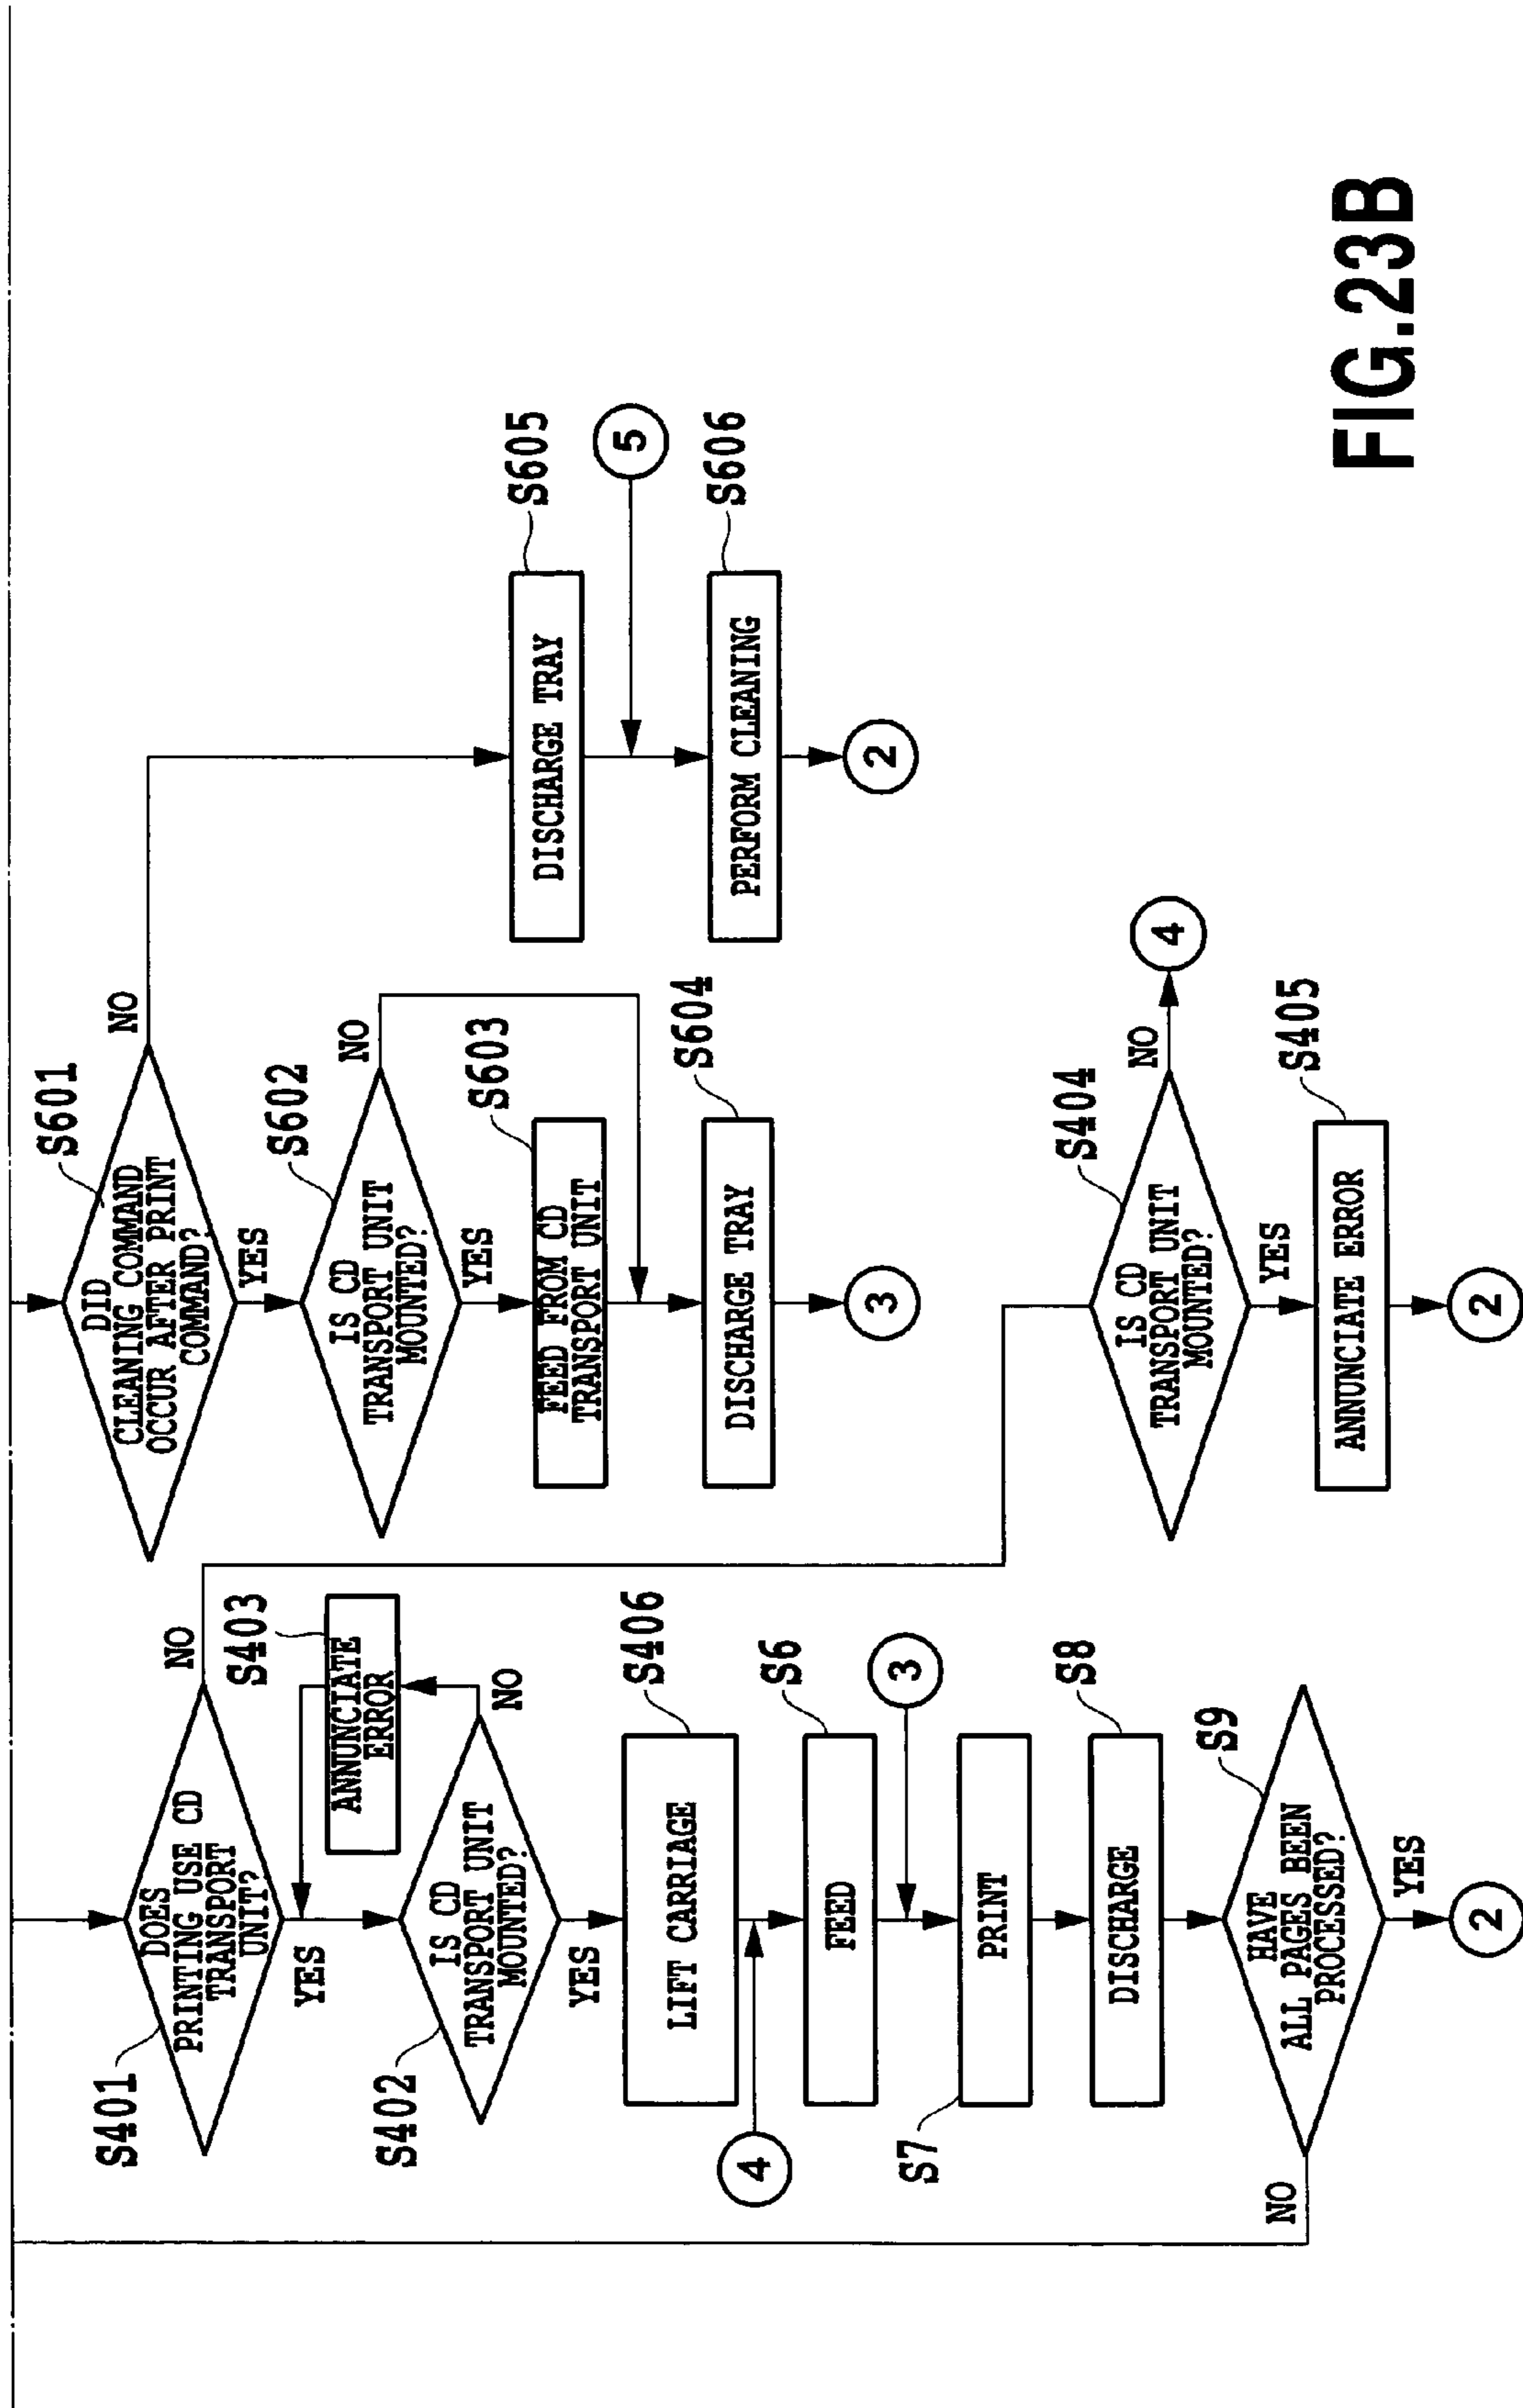 S401
DOES
PRINTING USE CD
TRANSPORT
UNIT?
NO
YES
S403
ANNUNCIATE
ERROR
S402
IS CD
TRANSPORT UNIT
MOUNTED?
NO
YES
S406
LIFT CARRIAGE
4
S6
FEED
3
S7
PRINT
S8
DISCHARGE
S9
HAVE
ALL PAGES BEEN
PROCESSED?
NO
YES
2
S601
DID
CLEANING COMMAND
OCCUR AFTER PRINT
COMMAND?
NO
YES
S602
IS CD
TRANSPORT UNIT
MOUNTED?
NO
YES
S603
FEED FROM CD
TRANSPORT UNIT
S604
DISCHARGE TRAY
3
S404
IS CD
TRANSPORT UNIT
MOUNTED?
NO
4
YES
S405
ANNUNCIATE ERROR
2
S605
DISCHARGE TRAY
5
S606
PERFORM CLEANING
2
FIG.23B